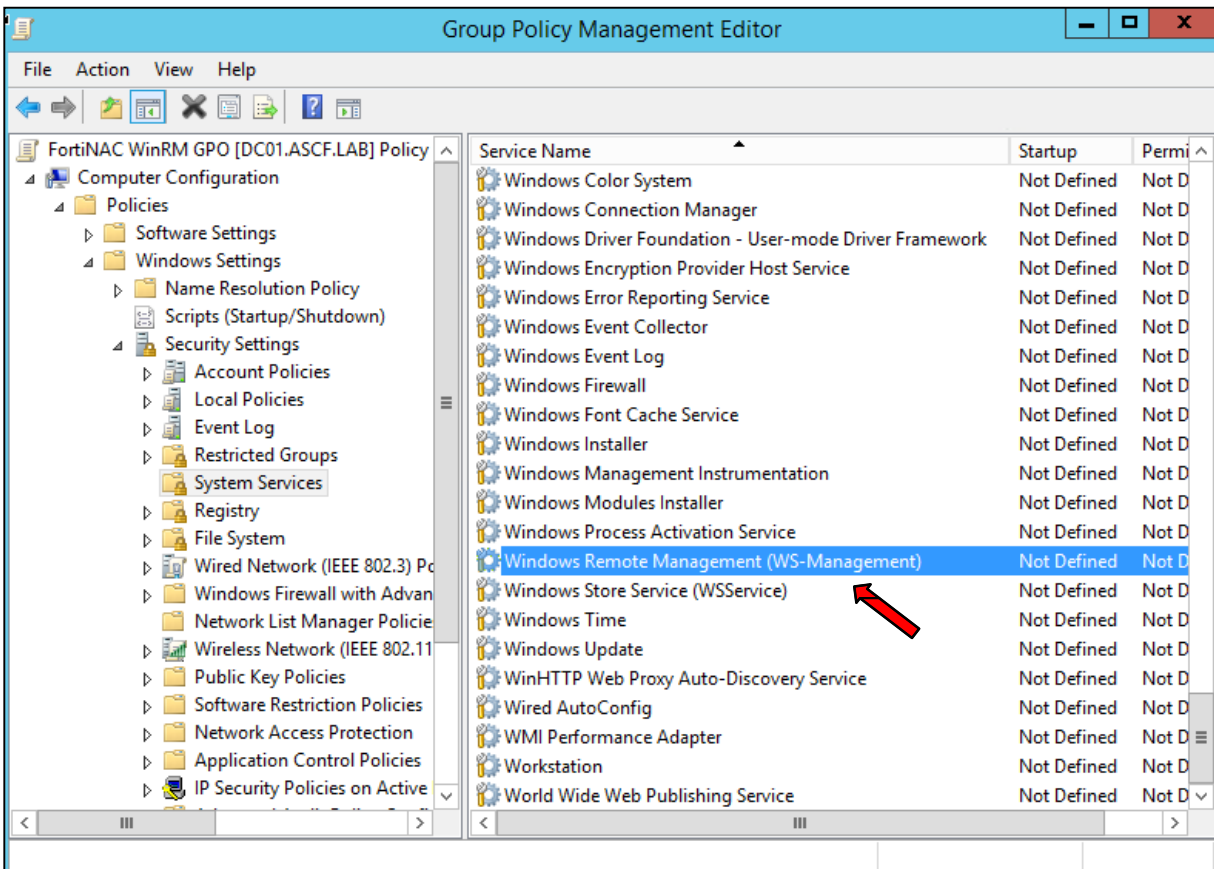 Group Policy Management Editor
File Action View Help
FortiNAC WinRM GPO [DC01.ASCF.LAB] Policy
Computer Configuration
Policies
Software Settings
Windows Settings
Name Resolution Policy
Scripts (Startup/Shutdown)
Security Settings
Account Policies
Local Policies
Event Log
Restricted Groups
System Services
Registry
File System
Wired Network (IEEE 802.3) Po
Windows Firewall with Advan
Network List Manager Policie
Wireless Network (IEEE 802.11
Public Key Policies
Software Restriction Policies
Network Access Protection
Application Control Policies
IP Security Policies on Active
Service Name Startup Permi
Windows Color System Not Defined Not D
Windows Connection Manager Not Defined Not D
Windows Driver Foundation - User-mode Driver Framework Not Defined Not D
Windows Encryption Provider Host Service Not Defined Not D
Windows Error Reporting Service Not Defined Not D
Windows Event Collector Not Defined Not D
Windows Event Log Not Defined Not D
Windows Firewall Not Defined Not D
Windows Font Cache Service Not Defined Not D
Windows Installer Not Defined Not D
Windows Management Instrumentation Not Defined Not D
Windows Modules Installer Not Defined Not D
Windows Process Activation Service Not Defined Not D
Windows Remote Management (WS-Management) Not Defined Not D
Windows Store Service (WSService) Not Defined Not D
Windows Time Not Defined Not D
Windows Update Not Defined Not D
WinHTTP Web Proxy Auto-Discovery Service Not Defined Not D
Wired AutoConfig Not Defined Not D
WMI Performance Adapter Not Defined Not D
Workstation Not Defined Not D
World Wide Web Publishing Service Not Defined Not D